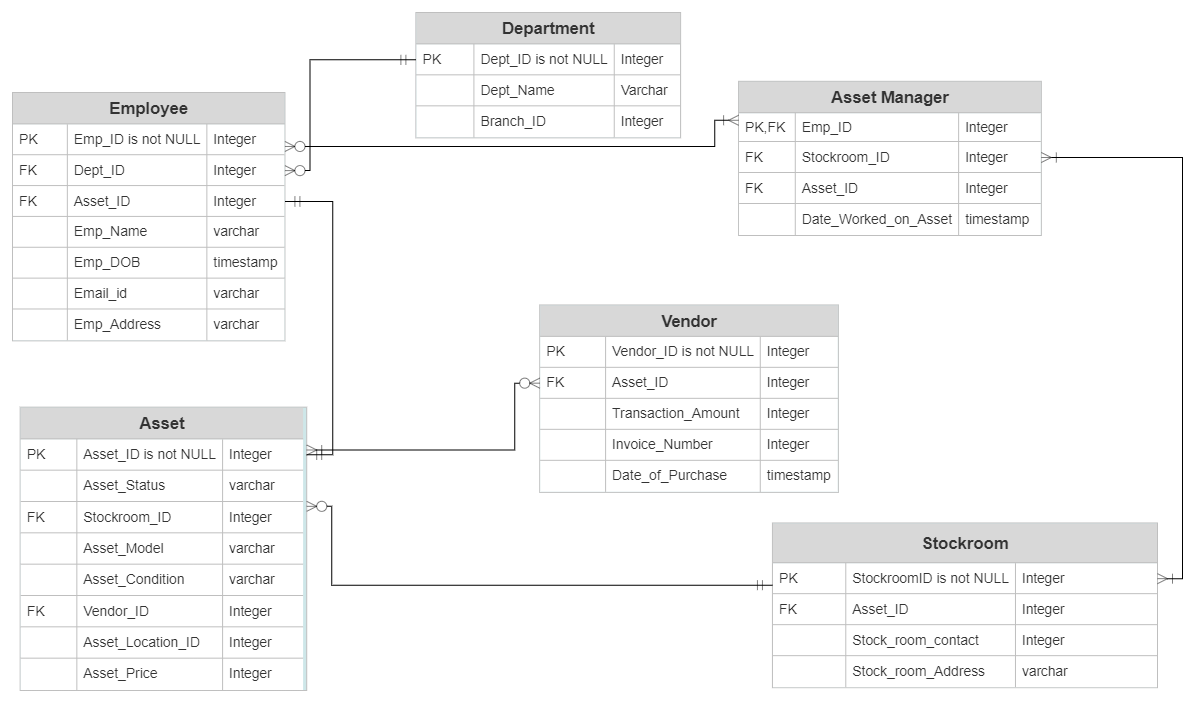 Department
PK Dept_ID is not NULL Integer
Dept_Name Varchar
Branch_ID Integer
Employee
PK Emp_ID is not NULL Integer
FK Dept_ID Integer
FK Asset_ID Integer
Emp_Name varchar
Emp_DOB timestamp
Email_id varchar
Emp_Address varchar
Asset Manager
PK,FK Emp_ID Integer
FK Stockroom_ID Integer
FK Asset_ID Integer
Date_Worked_on_Asset timestamp
Vendor
PK Vendor_ID is not NULL Integer
FK Asset_ID Integer
Transaction_Amount Integer
Invoice_Number Integer
Date_of_Purchase timestamp
Asset
PK Asset_ID is not NULL Integer
Asset_Status varchar
FK Stockroom_ID Integer
Asset_Model varchar
Asset_Condition varchar
FK Vendor_ID Integer
Asset_Location_ID Integer
Asset_Price Integer
Stockroom
PK StockroomID is not NULL Integer
FK Asset_ID Integer
Stock_room_contact Integer
Stock_room_Address varchar